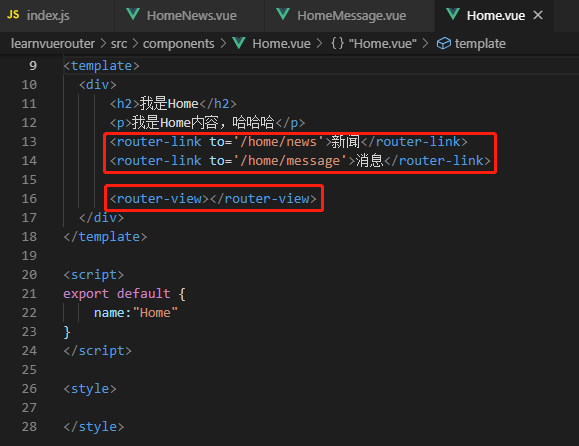 JS index.js HomeNews.vue HomeMessage.vue Home.vue ×
learnvuerouter > src > components > Home.vue > {} "Home.vue" > template
9 <template>
10 <div>
11 <h2>我是Home</h2>
12 <p>我是Home内容，哈哈哈</p>
13 <router-link to='/home/news'>新闻</router-link>
14 <router-link to='/home/message'>消息</router-link>
15
16 <router-view></router-view>
17 </div>
18 </template>
19
20 <script>
21 export default {
22 name:"Home"
23 }
24 </script>
25
26 <style>
27
28 </style>